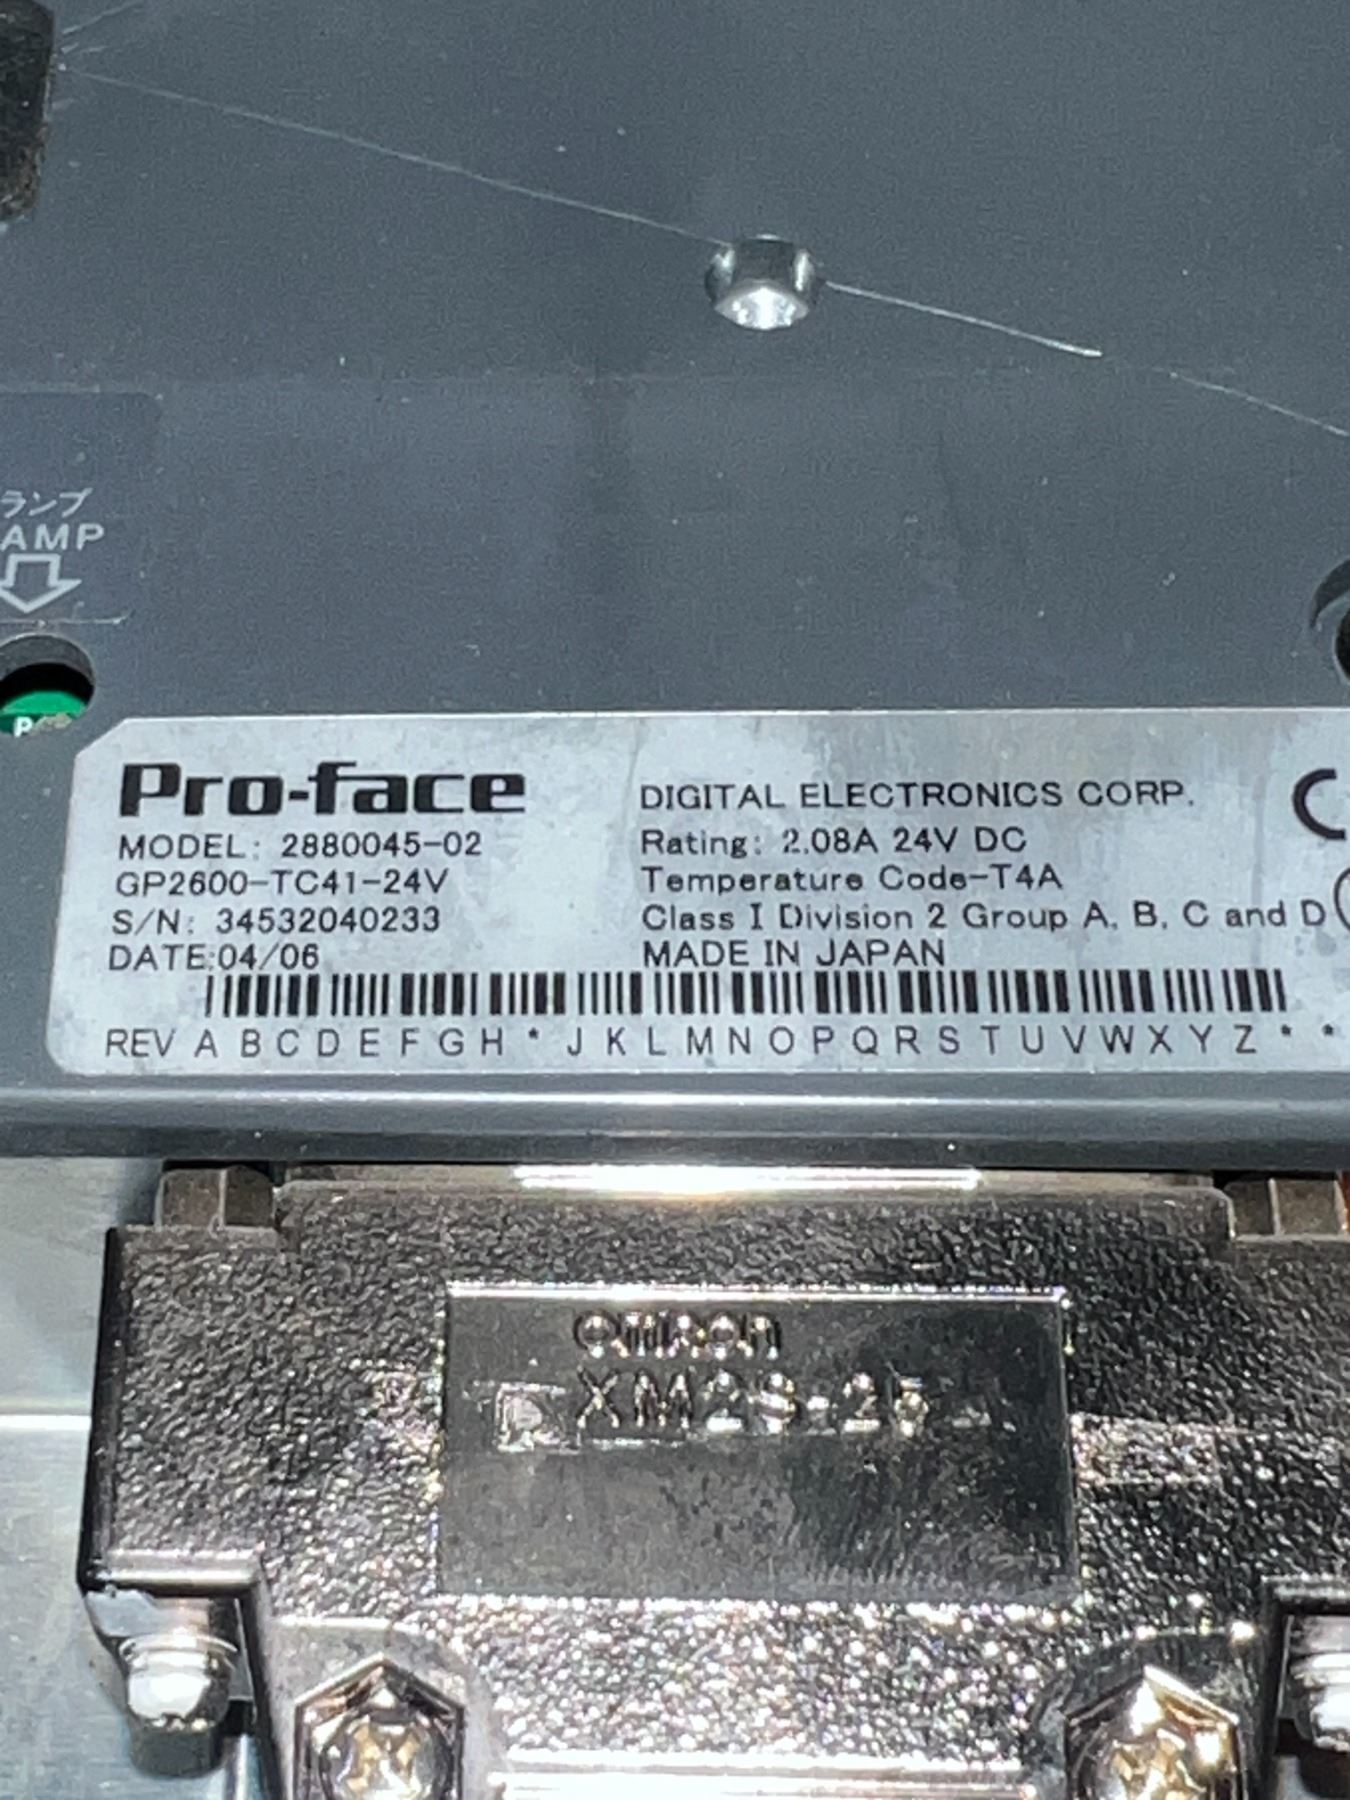 ランプ
AMP
P
Pro-face
MODEL: 2880045-02
GP2600-TC41-24V
S/N: 34532040233
DATE:04/06
DIGITAL ELECTRONICS CORP.
Rating: 2.08A 24V DC
Temperature Code-T4A
Class I Division 2 Group A, B, C and D
MADE IN JAPAN
REV A B C D E F G H * J K L M N O P Q R S T U V W X Y Z * *
omron
XM2S-25